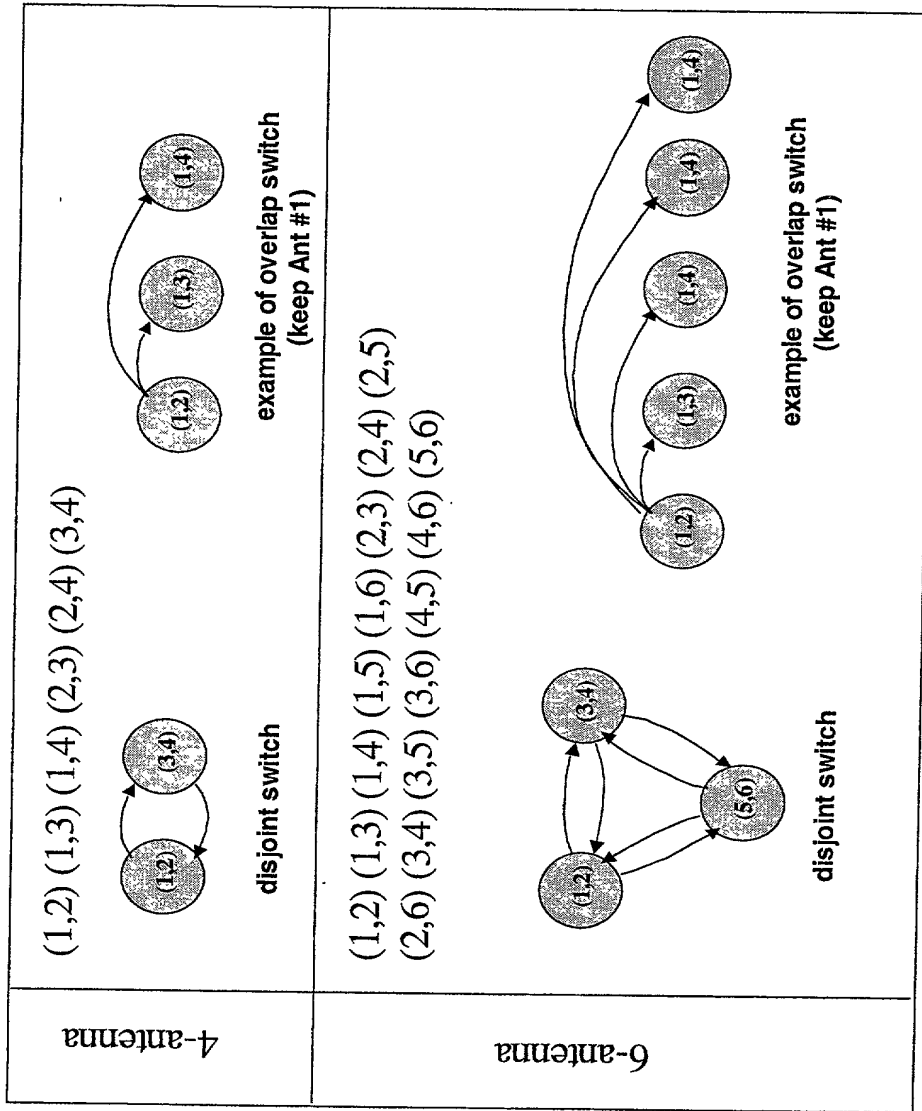 4-antenna
(1,2) (1,3) (1,4) (2,3) (2,4) (3,4)
(1,2)
(3,4)
disjoint switch
(1,2)
(1,3)
(1,4)
example of overlap switch
(keep Ant #1)
6-antenna
(1,2) (1,3) (1,4) (1,5) (1,6) (2,3) (2,4) (2,5)
(2,6) (3,4) (3,5) (3,6) (4,5) (4,6) (5,6)
(1,2)
(3,4)
(5,6)
disjoint switch
(1,2)
(1,3)
(1,4)
(1,4)
(1,4)
example of overlap switch
(keep Ant #1)